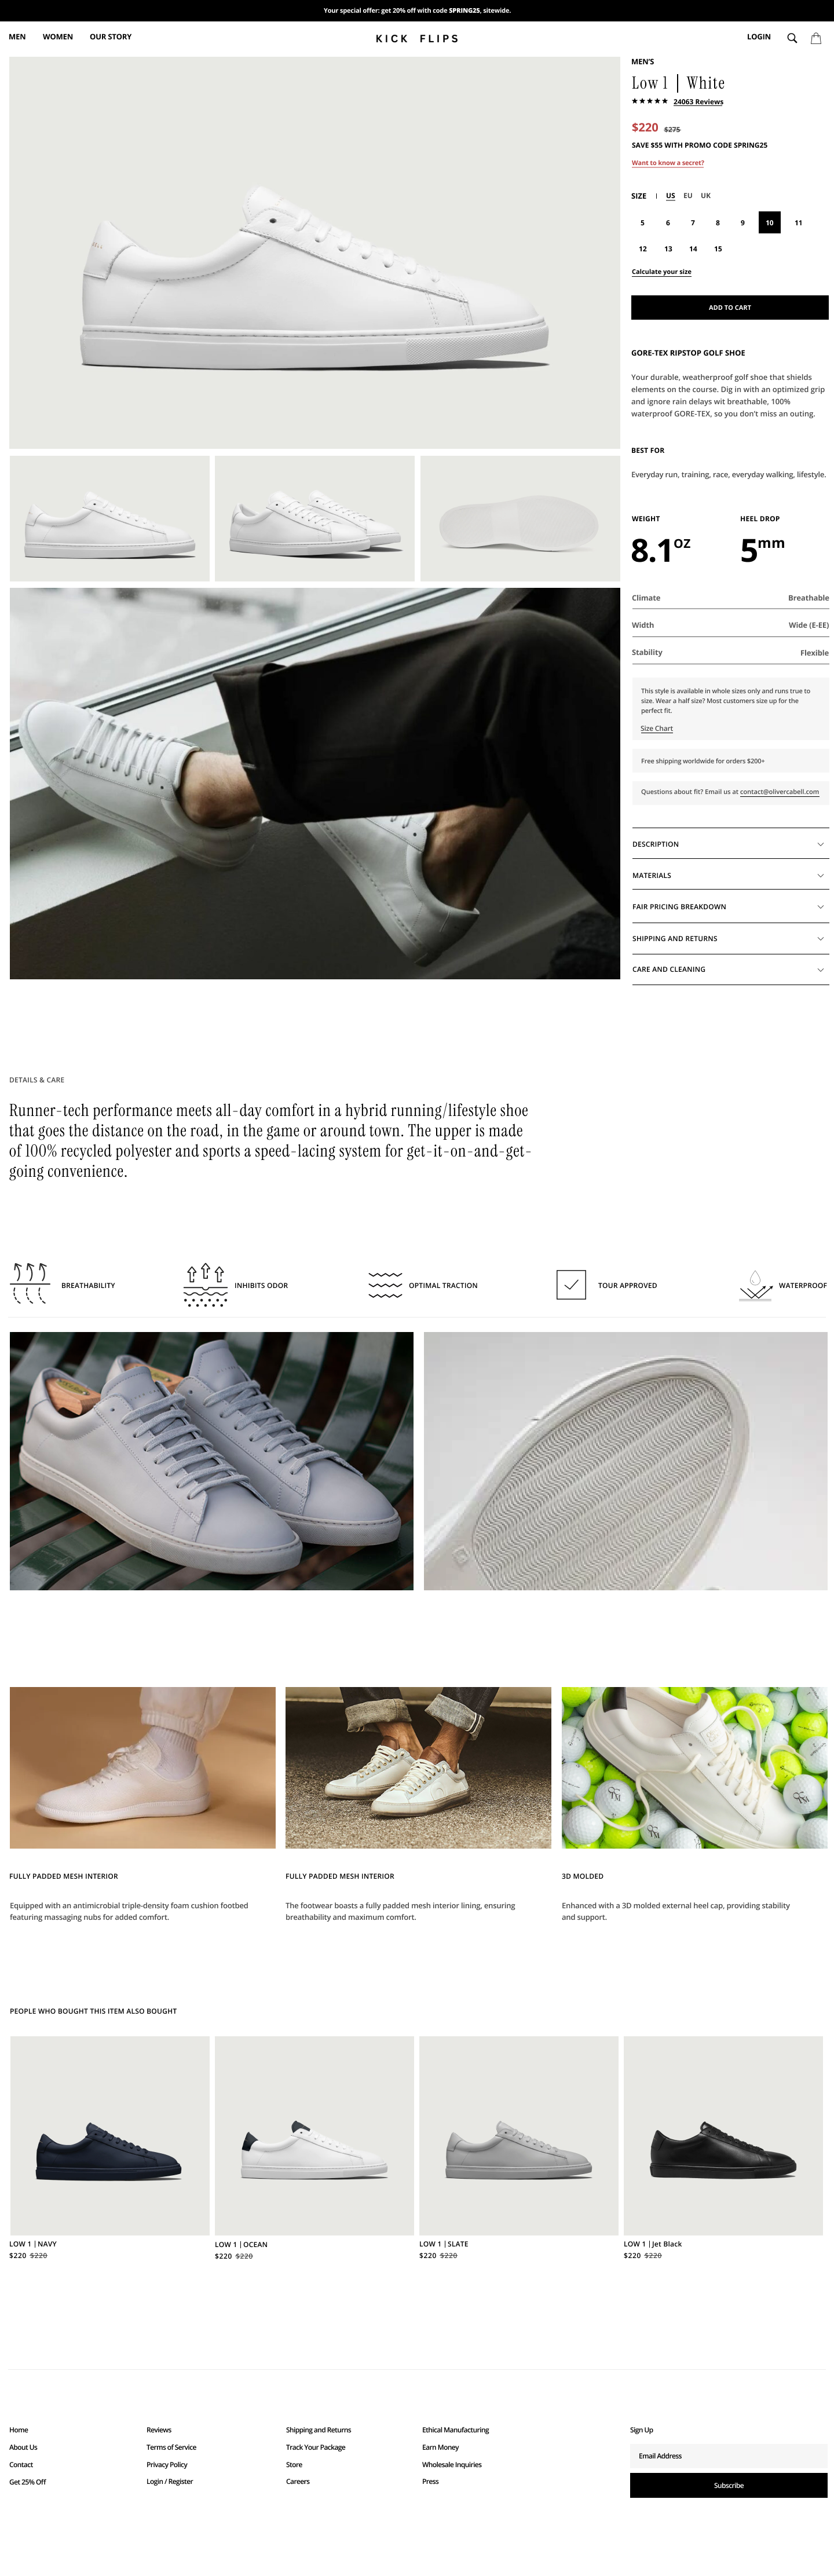 Your special offer: get 20% off with code SPRING25, sitewide.
MEN WOMEN OUR STORY
KICK FLIPS
LOGIN
MEN'S
Low 1 | White
24063 Reviews
$220 $275
SAVE $55 WITH PROMO CODE SPRING25
Want to know a secret?
SIZE | US EU UK
5 6 7 8 9 10 11
12 13 14 15
Calculate your size
ADD TO CART
GORE-TEX RIPSTOP GOLF SHOE
Your durable, weatherproof golf shoe that shields
elements on the course. Dig in with an optimized grip
and ignore rain delays wit breathable, 100%
waterproof GORE-TEX, so you don't miss an outing.
BEST FOR
Everyday run, training, race, everyday walking, lifestyle.
WEIGHT HEEL DROP
8.1OZ 5mm
Climate Breathable
Width Wide (E-EE)
Stability Flexible
This style is available in whole sizes only and runs true to
size. Wear a half size? Most customers size up for the
perfect fit.
Size Chart
Free shipping worldwide for orders $200+
Questions about fit? Email us at contact@olivercabell.com
DESCRIPTION
MATERIALS
FAIR PRICING BREAKDOWN
SHIPPING AND RETURNS
CARE AND CLEANING
DETAILS & CARE
Runner-tech performance meets all-day comfort in a hybrid running/lifestyle shoe
that goes the distance on the road, in the game or around town. The upper is made
of 100% recycled polyester and sports a speed-lacing system for get-it-on-and-get-
going convenience.
BREATHABILITY
INHIBITS ODOR
OPTIMAL TRACTION
TOUR APPROVED
WATERPROOF
FULLY PADDED MESH INTERIOR
Equipped with an antimicrobial triple-density foam cushion footbed
featuring massaging nubs for added comfort.
FULLY PADDED MESH INTERIOR
The footwear boasts a fully padded mesh interior lining, ensuring
breathability and maximum comfort.
3D MOLDED
Enhanced with a 3D molded external heel cap, providing stability
and support.
PEOPLE WHO BOUGHT THIS ITEM ALSO BOUGHT
LOW 1 | NAVY
$220 $220
LOW 1 | OCEAN
$220 $220
LOW 1 | SLATE
$220 $220
LOW 1 | Jet Black
$220 $220
Home
About Us
Contact
Get 25% Off
Reviews
Terms of Service
Privacy Policy
Login / Register
Shipping and Returns
Track Your Package
Store
Careers
Ethical Manufacturing
Earn Money
Wholesale Inquiries
Press
Sign Up
Email Address
Subscribe